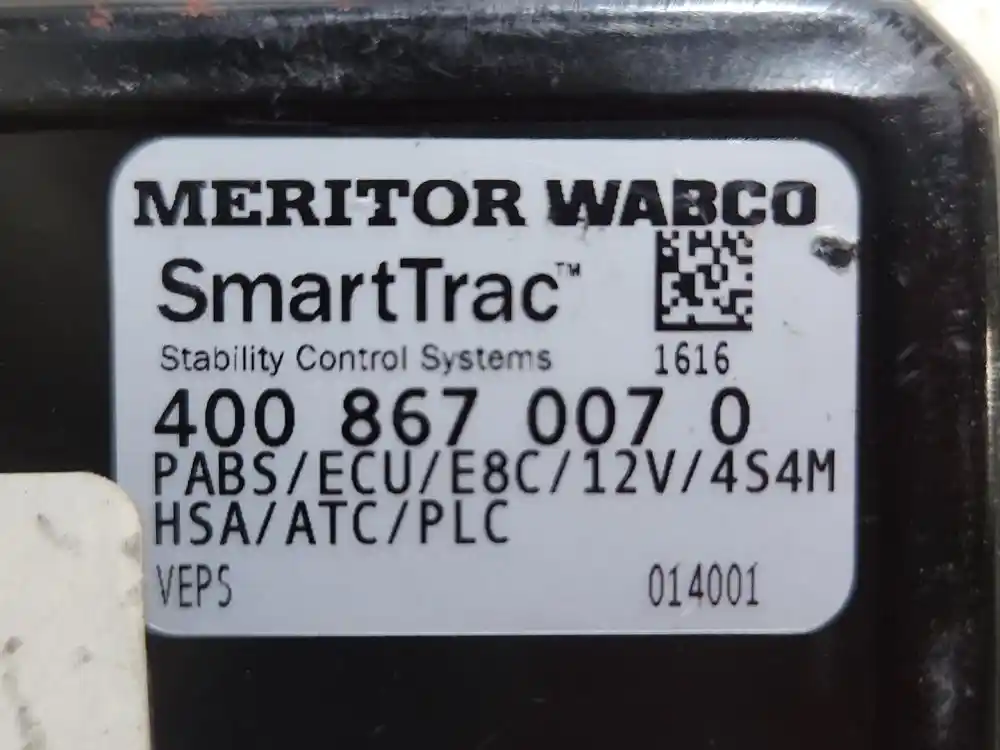 MERITOR WABCO
SmartTrac™
Stability Control Systems
1616
400 867 007 0
PABS/ECU/E8C/12V/4S4M
HSA/ATC/PLC
VEPS
014001